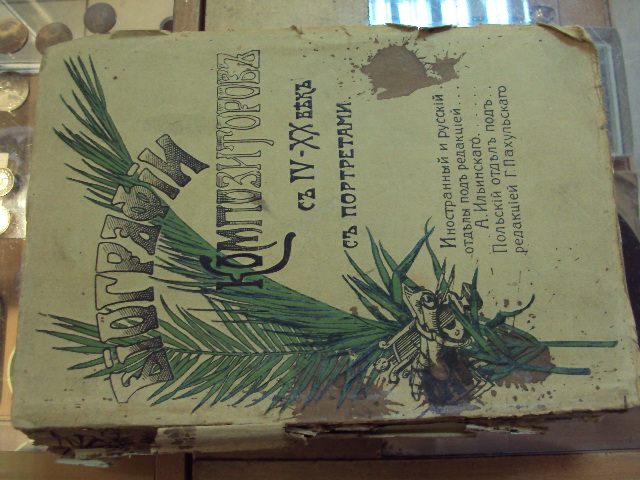 Біографіи
Композиторовъ
съ IV-XX вѣкъ
съ портретами.
Иностранный и Русскій
отдѣлы подъ редакціей . . .
А. Ильинскаго. . . . .
Польскій отдѣлъ подъ
редакціей Г. Пахульскаго